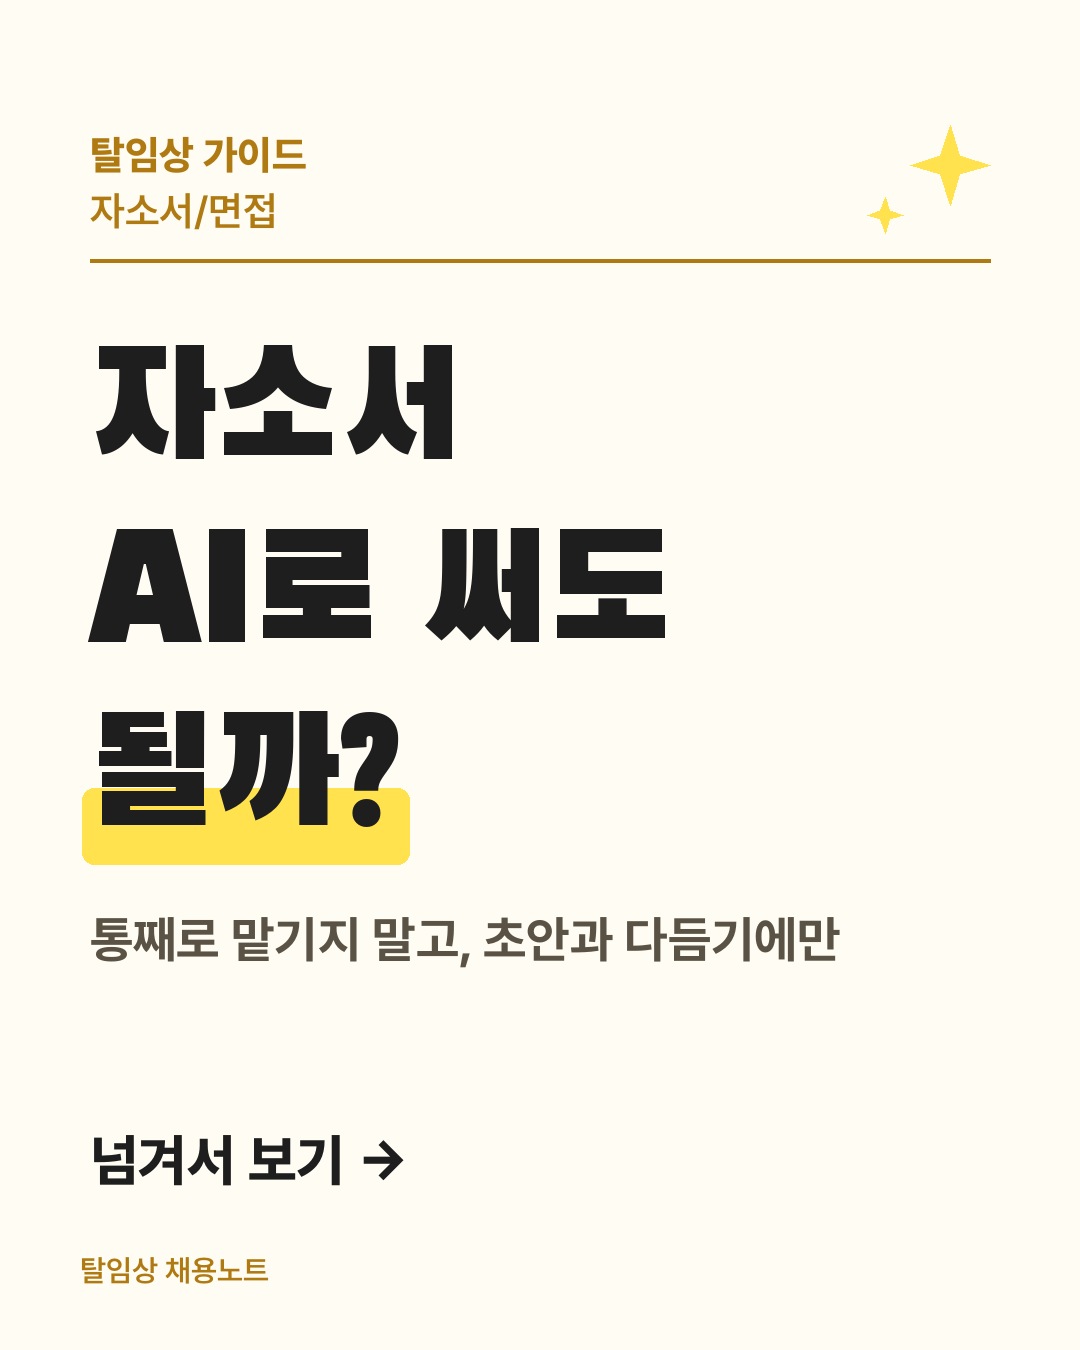 탈임상 가이드
자소서/면접
자소서
AI로 써도
될까?
통째로 맡기지 말고, 초안과 다듬기에만
넘겨서 보기 →
탈임상 채용노트